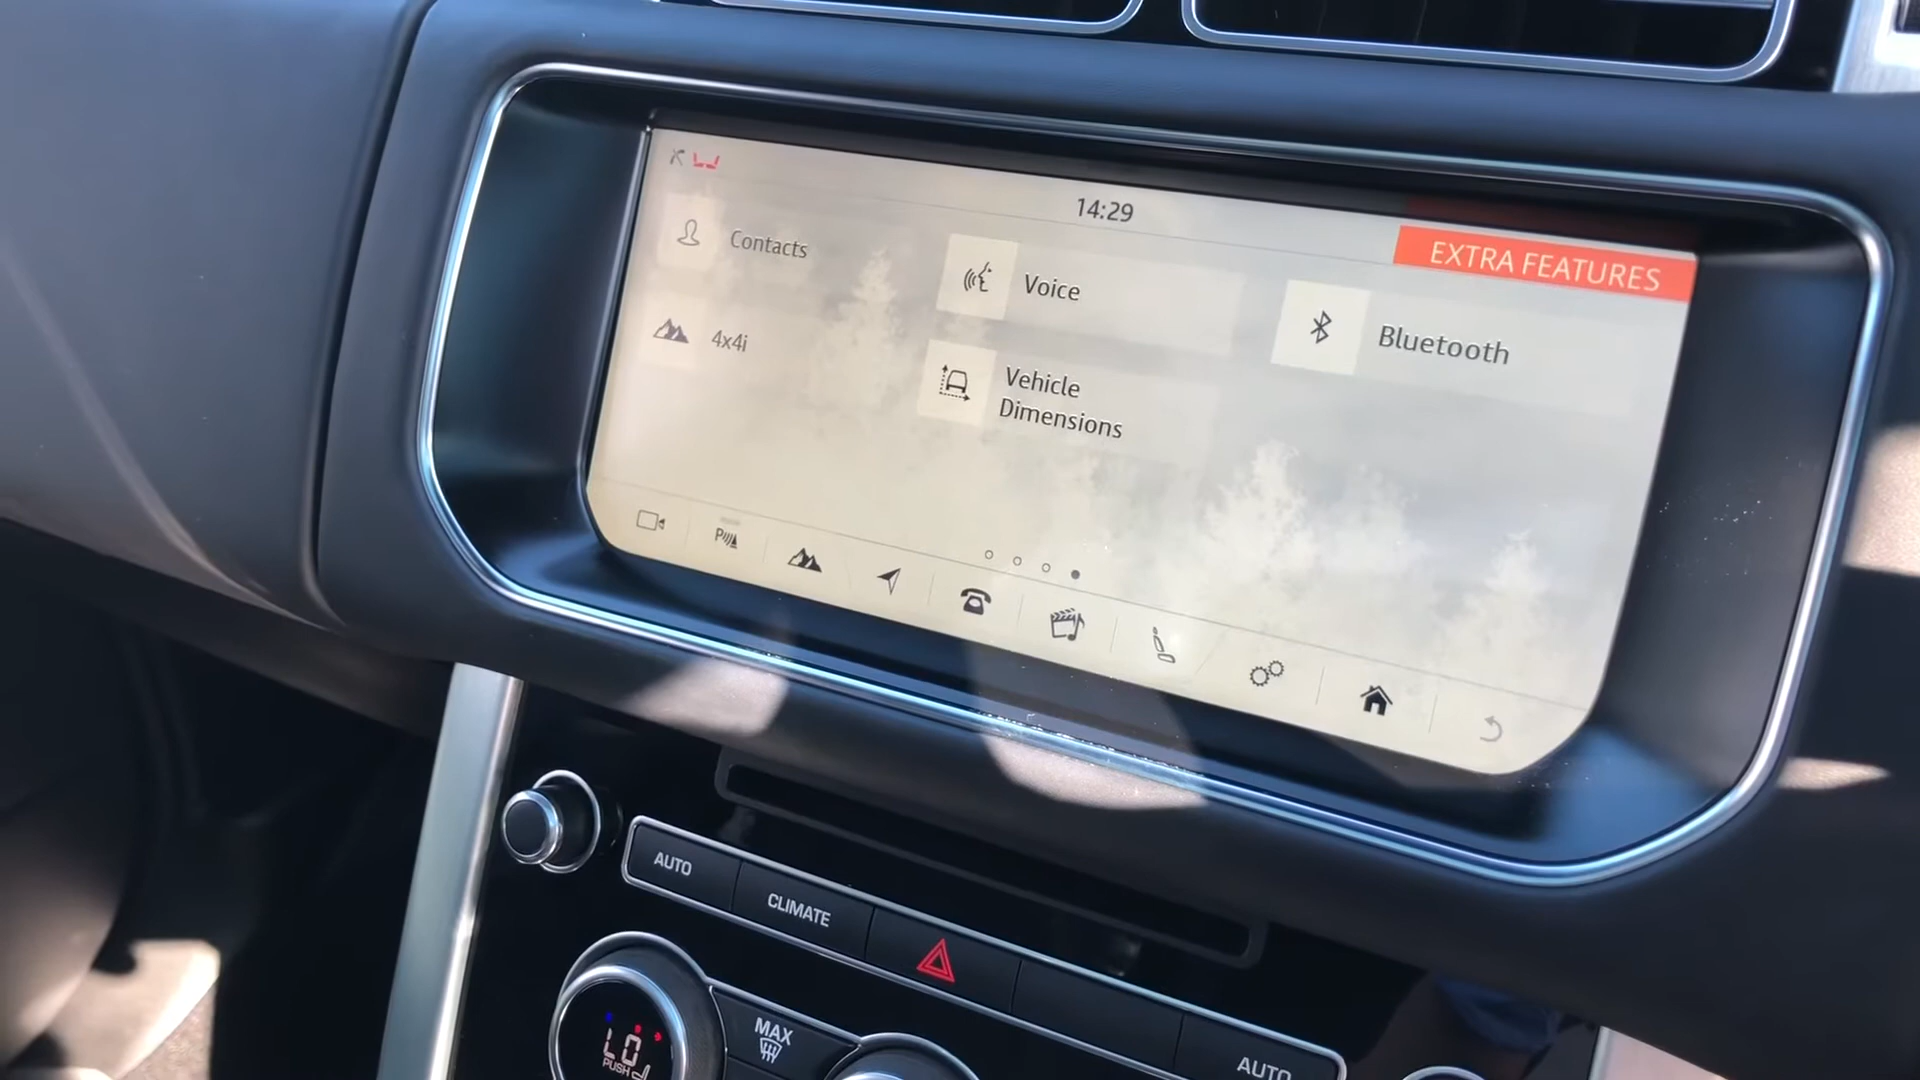 14:29
EXTRA FEATURES
Contacts
Voice
Bluetooth
4x4i
Vehicle
Dimensions
P
AUTO
CLIMATE
MAX
AUTO
LO
PUSH